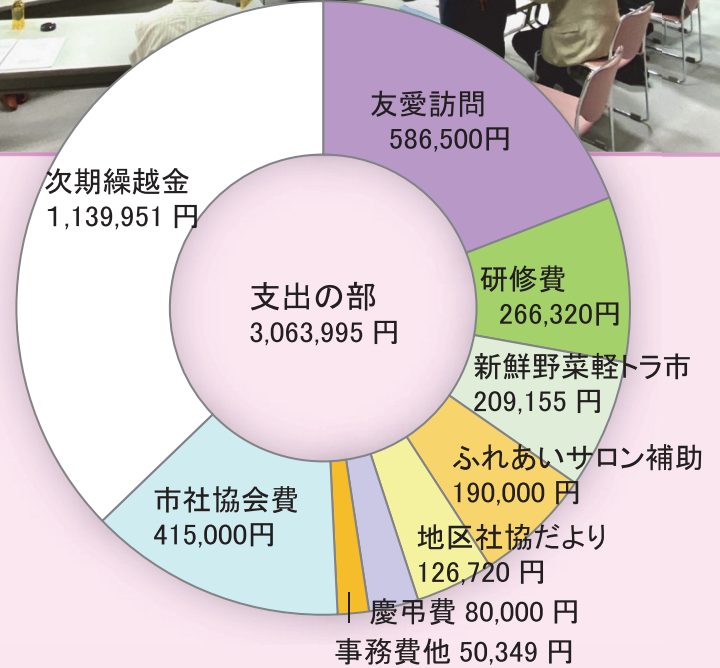 支出の部
3,063,995 円
友愛訪問
586,500円
研修費
266,320円
新鮮野菜軽トラ市
209,155 円
ふれあいサロン補助
190,000 円
地区社協だより
126,720 円
慶弔費 80,000 円
事務費他 50,349 円
市社協会費
415,000円
次期繰越金
1,139,951 円